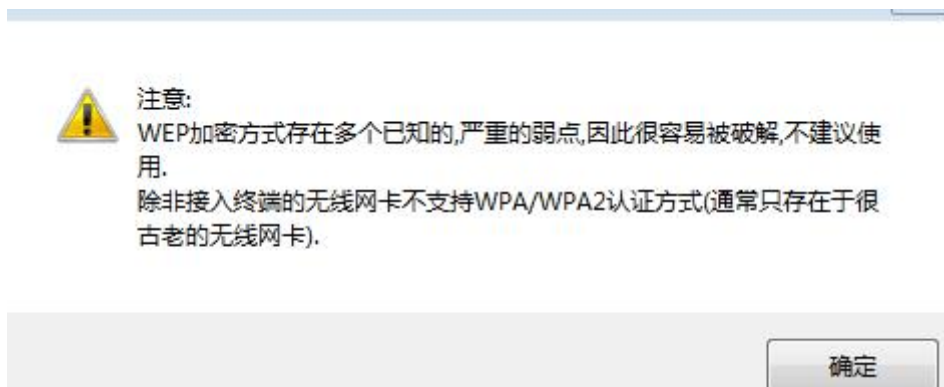 注意:
WEP加密方式存在多个已知的,严重的弱点,因此很容易被破解,不建议使
用.
除非接入终端的无线网卡不支持WPA/WPA2认证方式(通常只存在于很
古老的无线网卡).
确定